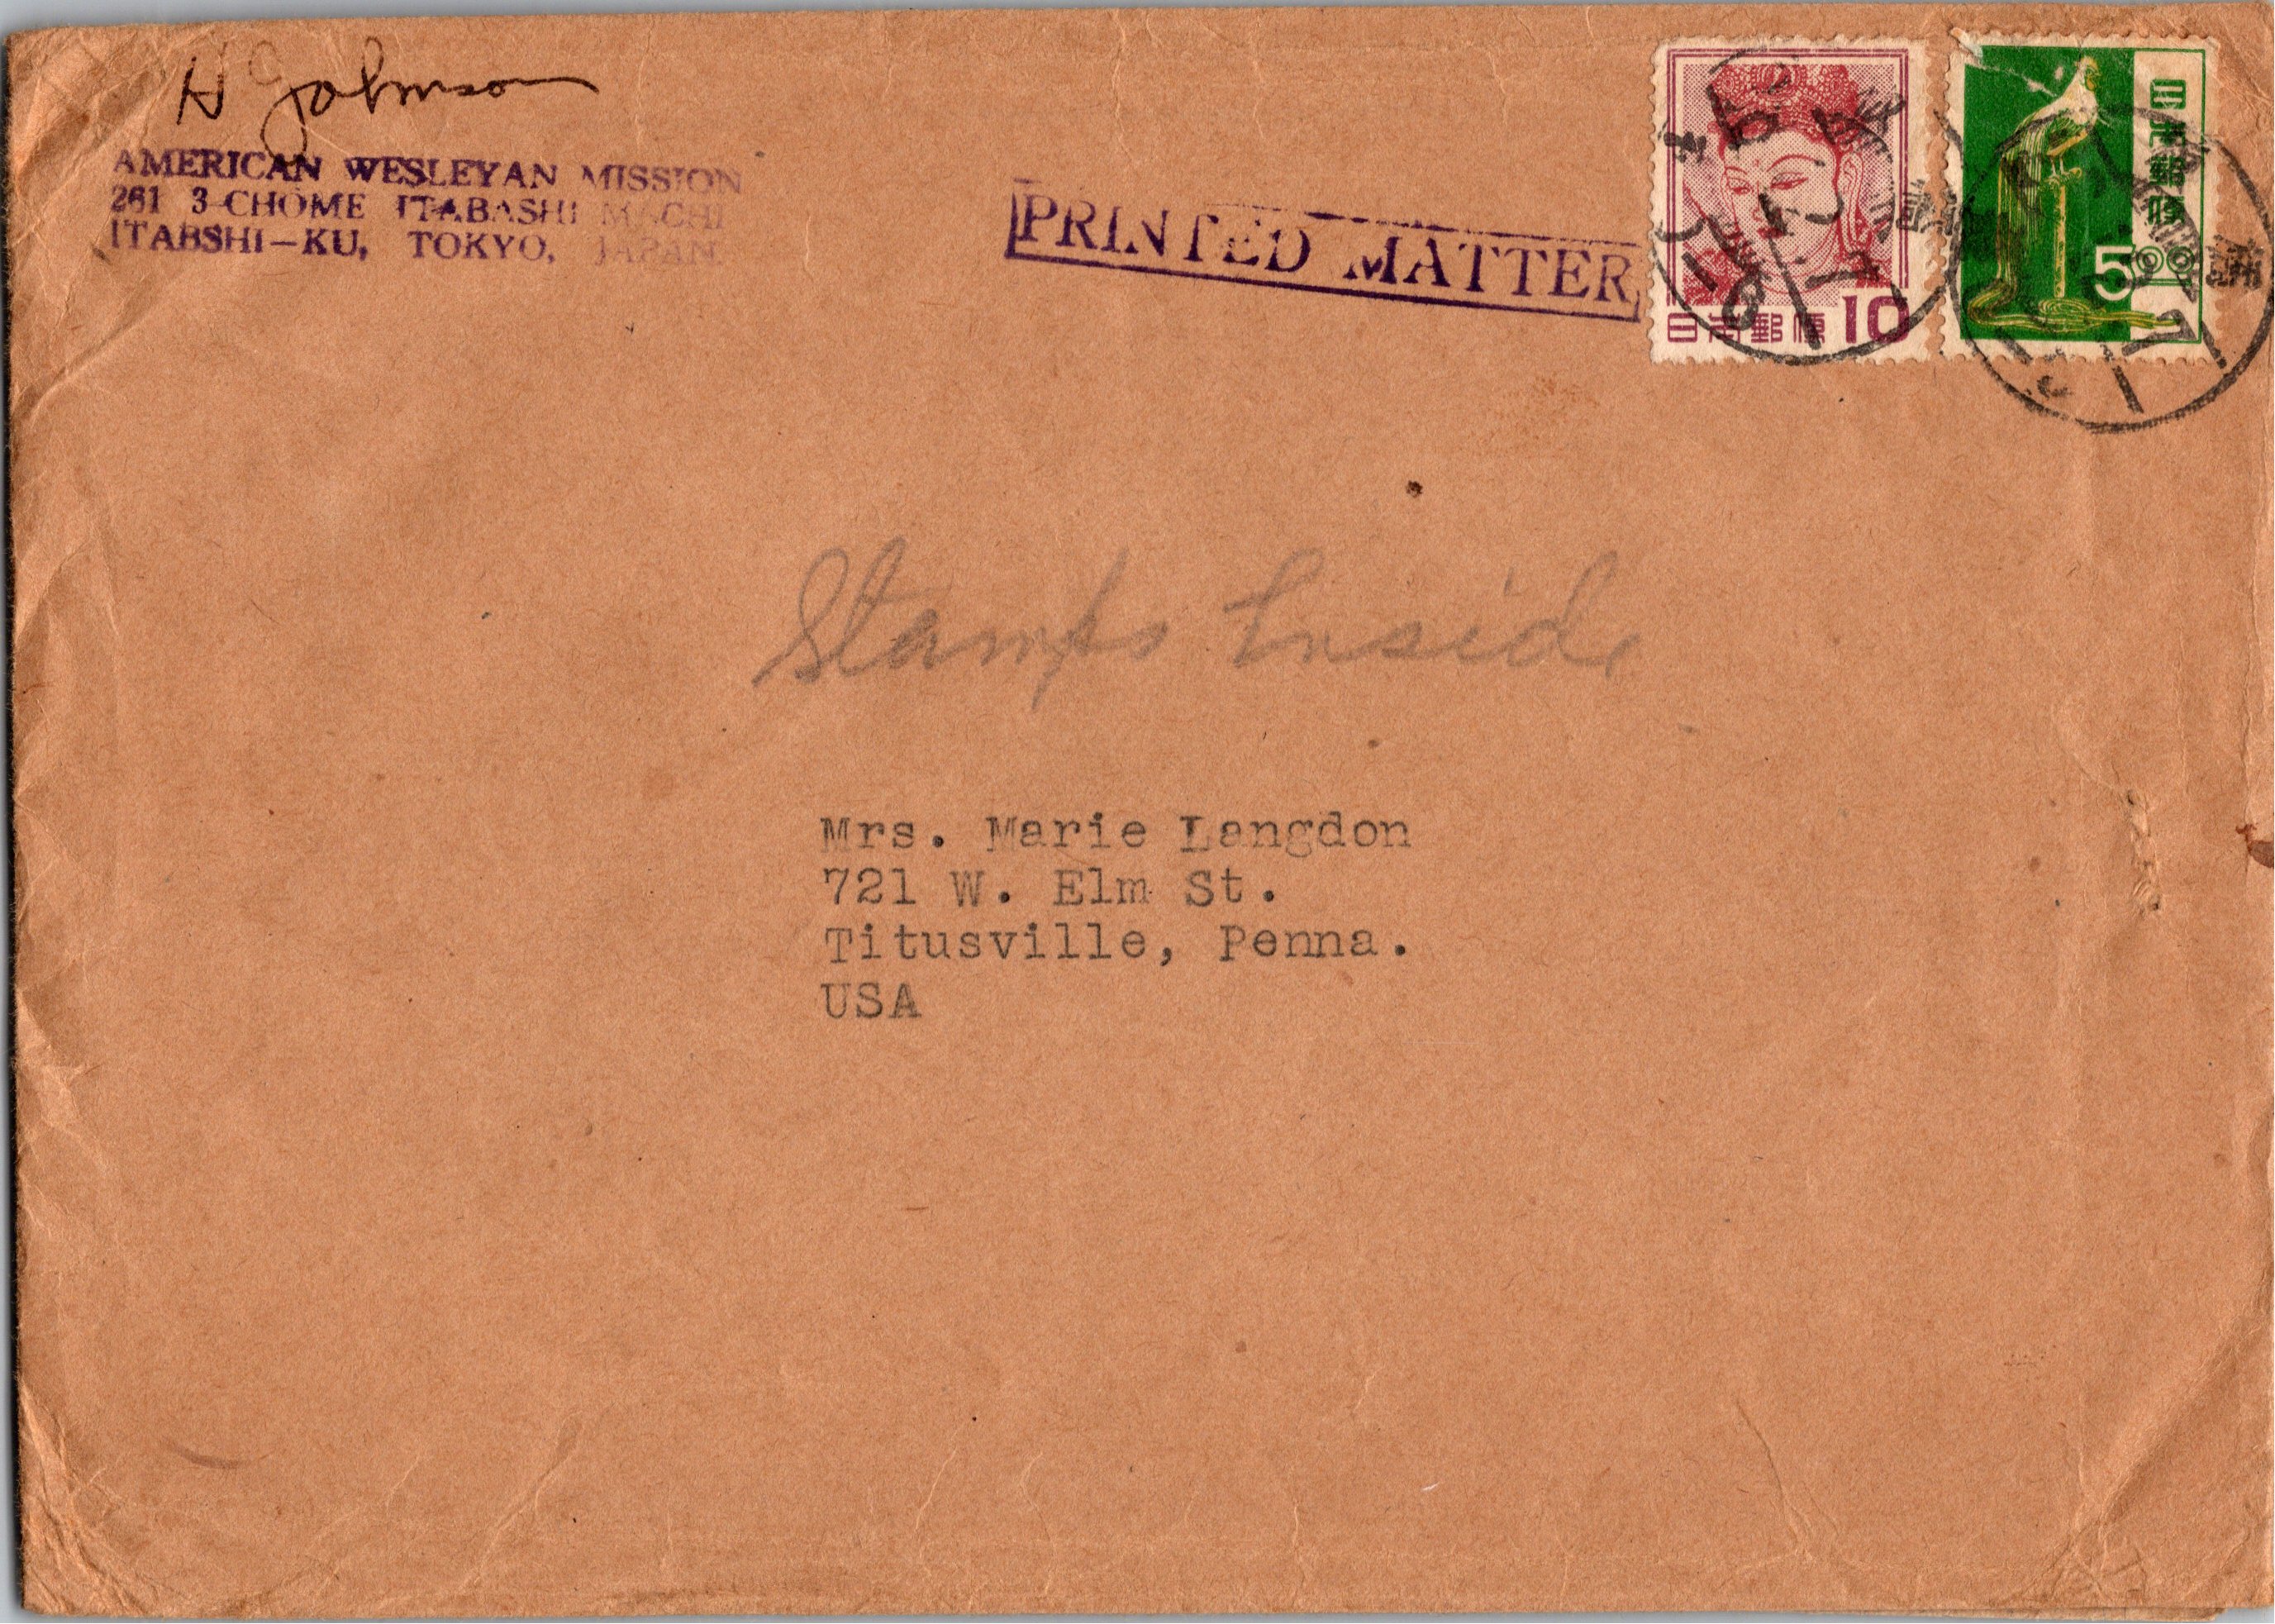 H C Johnson
AMERICAN WESLEYAN MISSION
261 3-CHOME ITABASHI MACHI
ITABSHI-KU, TOKYO, JAPAN.
PRINTED MATTER
日本郵便 10
日本郵便
500
Stamps Inside
Mrs. Marie Langdon
721 W. Elm St.
Titusville, Penna.
USA